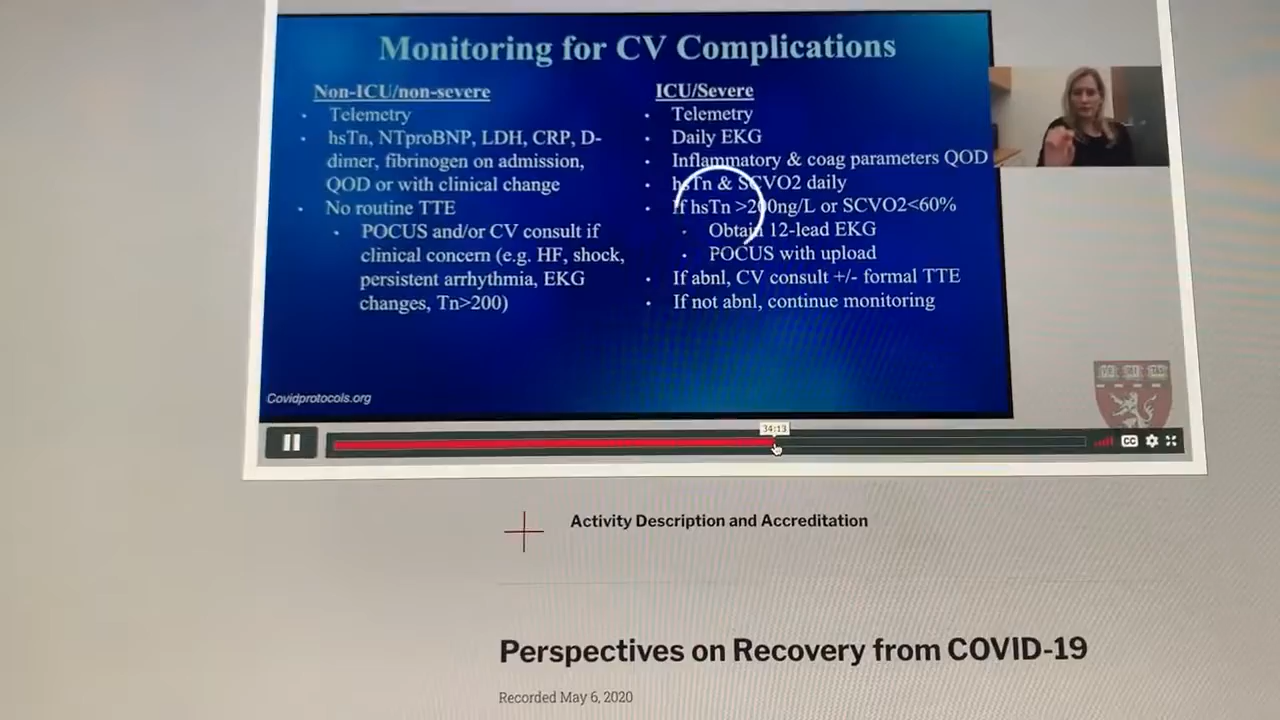 Monitoring for CV Complications
Non-ICU/non-severe
• Telemetry
• hsTn, NTproBNP, LDH, CRP, D-
dimer, fibrinogen on admission,
QOD or with clinical change
• No routine TTE
• POCUS and/or CV consult if
clinical concern (e.g. HF, shock,
persistent arrhythmia, EKG
changes, Tn>200)
ICU/Severe
• Telemetry
• Daily EKG
• Inflammatory & coag parameters QOD
• hsTn & SCVO2 daily
• If hsTn >200ng/L or SCVO2<60%
• Obtain 12-lead EKG
• POCUS with upload
• If abnl, CV consult +/- formal TTE
• If not abnl, continue monitoring
Covidprotocols.org
34:13
CC
Activity Description and Accreditation
Perspectives on Recovery from COVID-19
Recorded May 6, 2020